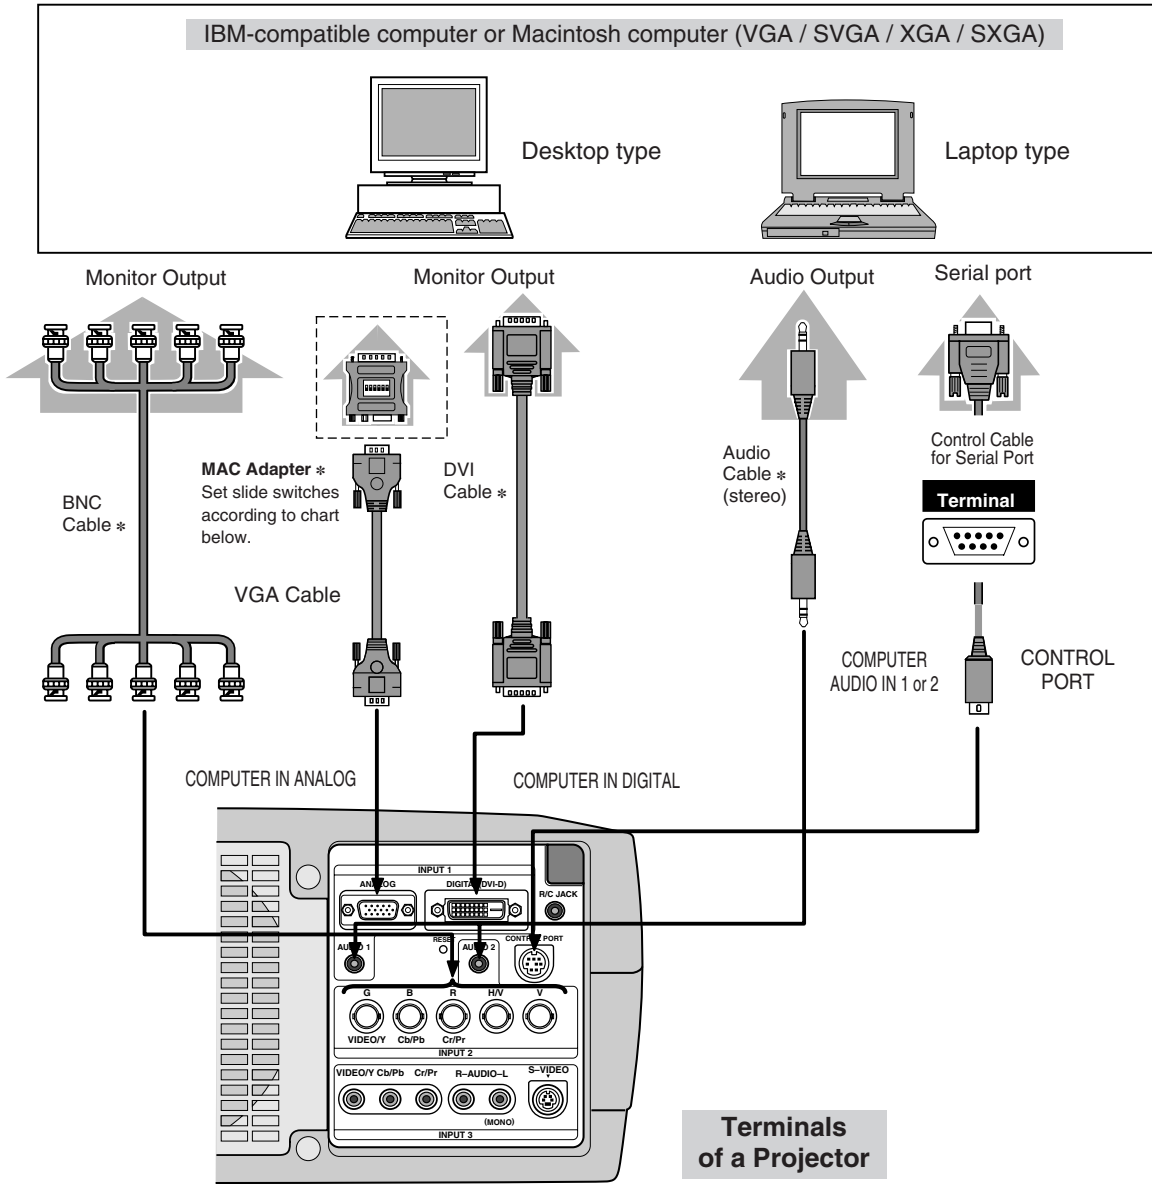 IBM-compatible computer or Macintosh computer (VGA / SVGA / XGA / SXGA)
Desktop type
Laptop type
Monitor Output
Monitor Output
Audio Output
Serial port
BNC
Cable *
MAC Adapter *
Set slide switches
according to chart
below.
VGA Cable
DVI
Cable *
Audio
Cable *
(stereo)
Control Cable
for Serial Port
Terminal
COMPUTER
AUDIO IN 1 or 2
CONTROL
PORT
COMPUTER IN ANALOG
COMPUTER IN DIGITAL
INPUT 1
ANALOG
DIGITAL (DVI-D)
R/C JACK
AUDIO 1
RESET
AUDIO 2
CONTROL PORT
G B R H/V V
VIDEO/Y Cb/Pb Cr/Pr
INPUT 2
VIDEO/Y Cb/Pb Cr/Pr R–AUDIO–L S–VIDEO
(MONO)
INPUT 3
Terminals
of a Projector